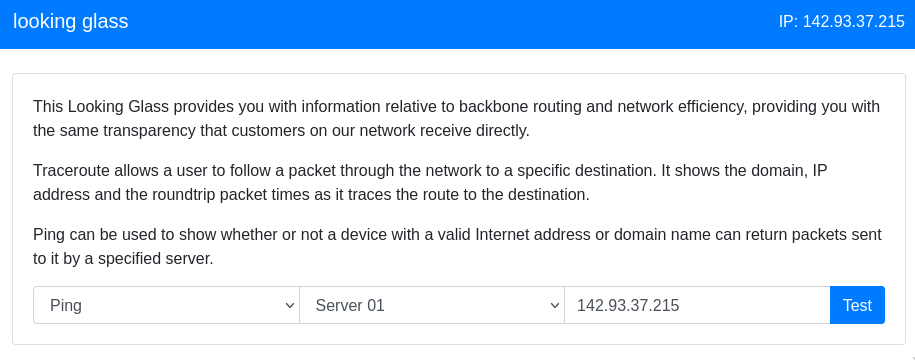 looking glass
IP: 142.93.37.215
This Looking Glass provides you with information relative to backbone routing and network efficiency, providing you with
the same transparency that customers on our network receive directly.
Traceroute allows a user to follow a packet through the network to a specific destination. It shows the domain, IP
address and the roundtrip packet times as it traces the route to the destination.
Ping can be used to show whether or not a device with a valid Internet address or domain name can return packets sent
to it by a specified server.
Ping
Server 01
142.93.37.215
Test